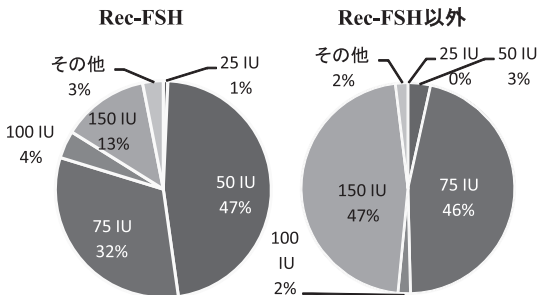 Rec-FSH
その他
3%
25 IU
1%
150 IU
13%
100 IU
4%
50 IU
47%
75 IU
32%
Rec-FSH以外
その他
2%
25 IU
0%
50 IU
3%
150 IU
47%
75 IU
46%
100
IU
2%